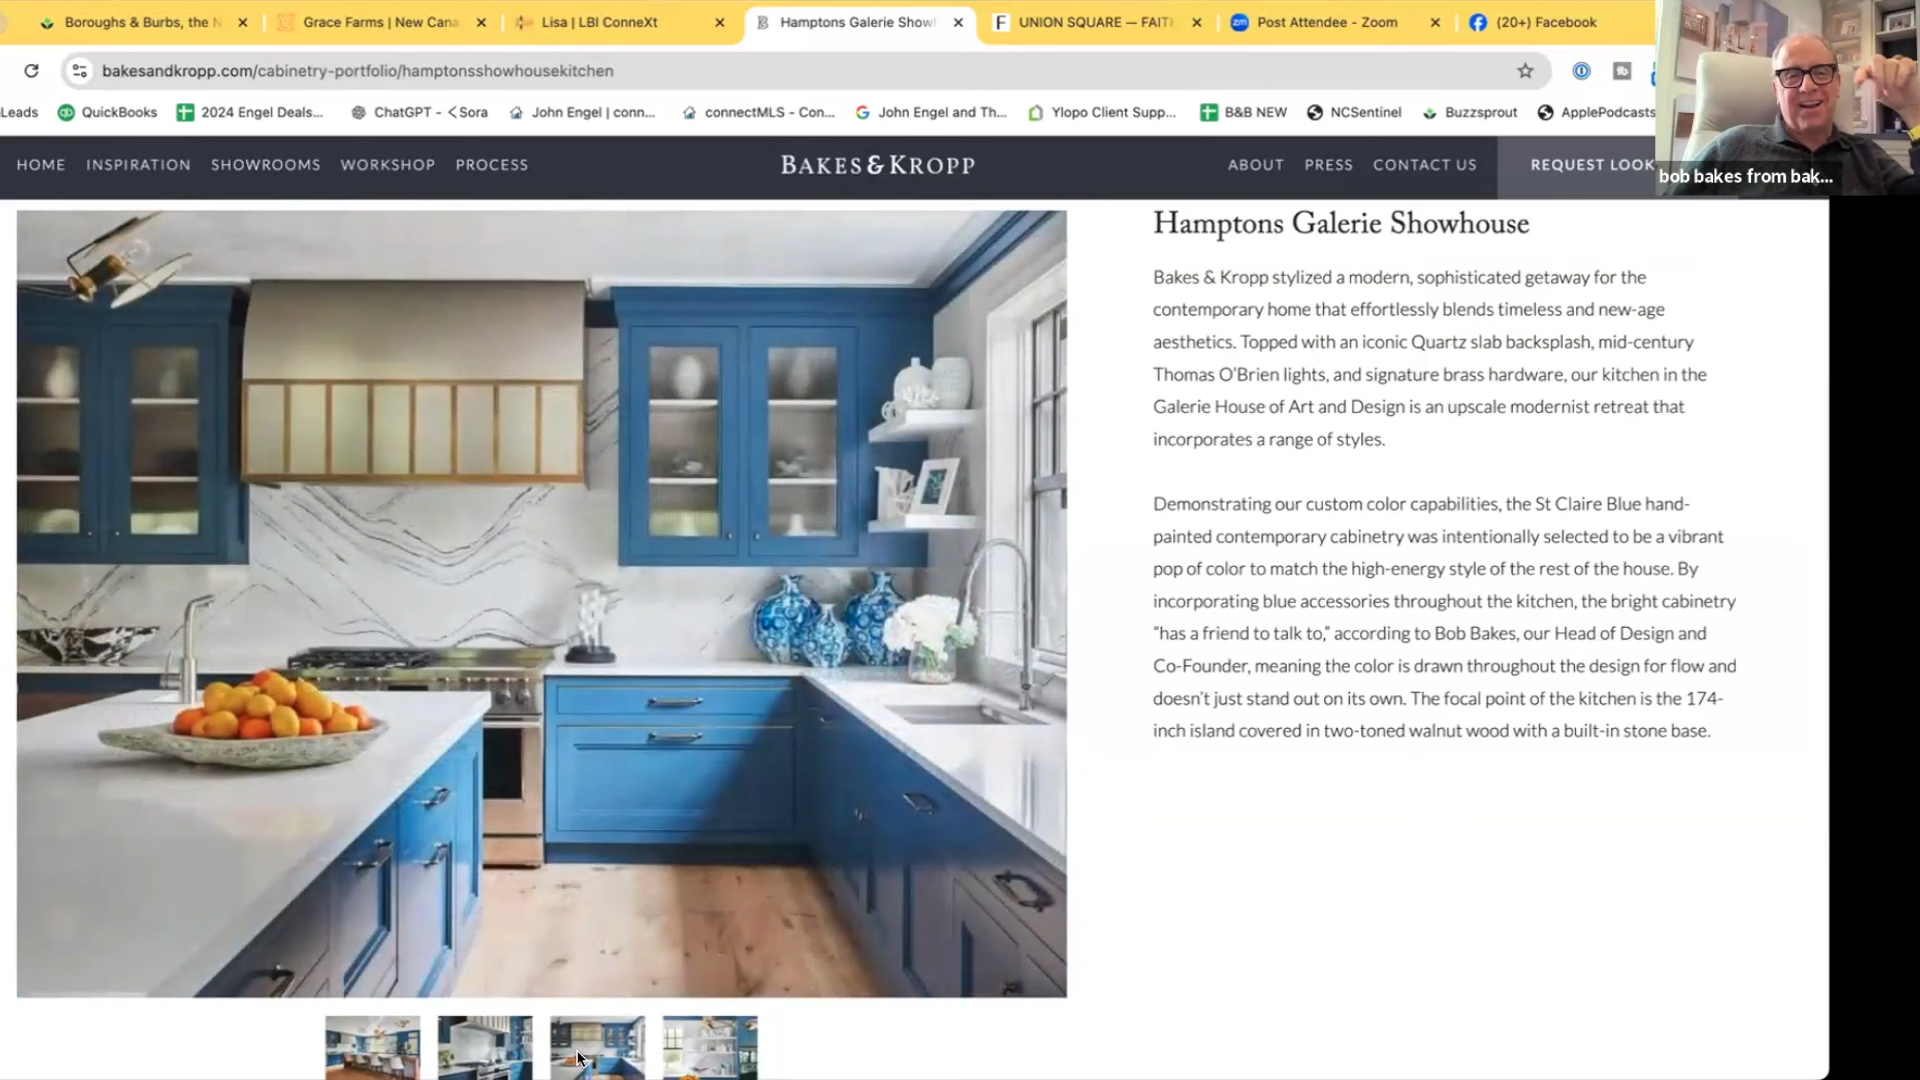 Boroughs & Burbs, the N
Grace Farms | New Cana
Lisa | LBI ConneXt
Hamptons Galerie Show
UNION SQUARE — FAIT
Post Attendee - Zoom
(20+) Facebook
bakesandkropp.com/cabinetry-portfolio/hamptonsshowhousekitchen
Leads
QuickBooks
2024 Engel Deals...
ChatGPT - < Sora
John Engel | conn...
connectMLS - Con...
John Engel and Th...
Ylopo Client Supp...
B&B NEW
NCSentinel
Buzzsprout
ApplePodcasts
HOME
INSPIRATION
SHOWROOMS
WORKSHOP
PROCESS
BAKES & KROPP
ABOUT
PRESS
CONTACT US
REQUEST LOOK
bob bakes from bak...
Hamptons Galerie Showhouse
Bakes & Kropp stylized a modern, sophisticated getaway for the
contemporary home that effortlessly blends timeless and new-age
aesthetics. Topped with an iconic Quartz slab backsplash, mid-century
Thomas O'Brien lights, and signature brass hardware, our kitchen in the
Galerie House of Art and Design is an upscale modernist retreat that
incorporates a range of styles.
Demonstrating our custom color capabilities, the St Claire Blue hand-
painted contemporary cabinetry was intentionally selected to be a vibrant
pop of color to match the high-energy style of the rest of the house. By
incorporating blue accessories throughout the kitchen, the bright cabinetry
"has a friend to talk to," according to Bob Bakes, our Head of Design and
Co-Founder, meaning the color is drawn throughout the design for flow and
doesn't just stand out on its own. The focal point of the kitchen is the 174-
inch island covered in two-toned walnut wood with a built-in stone base.